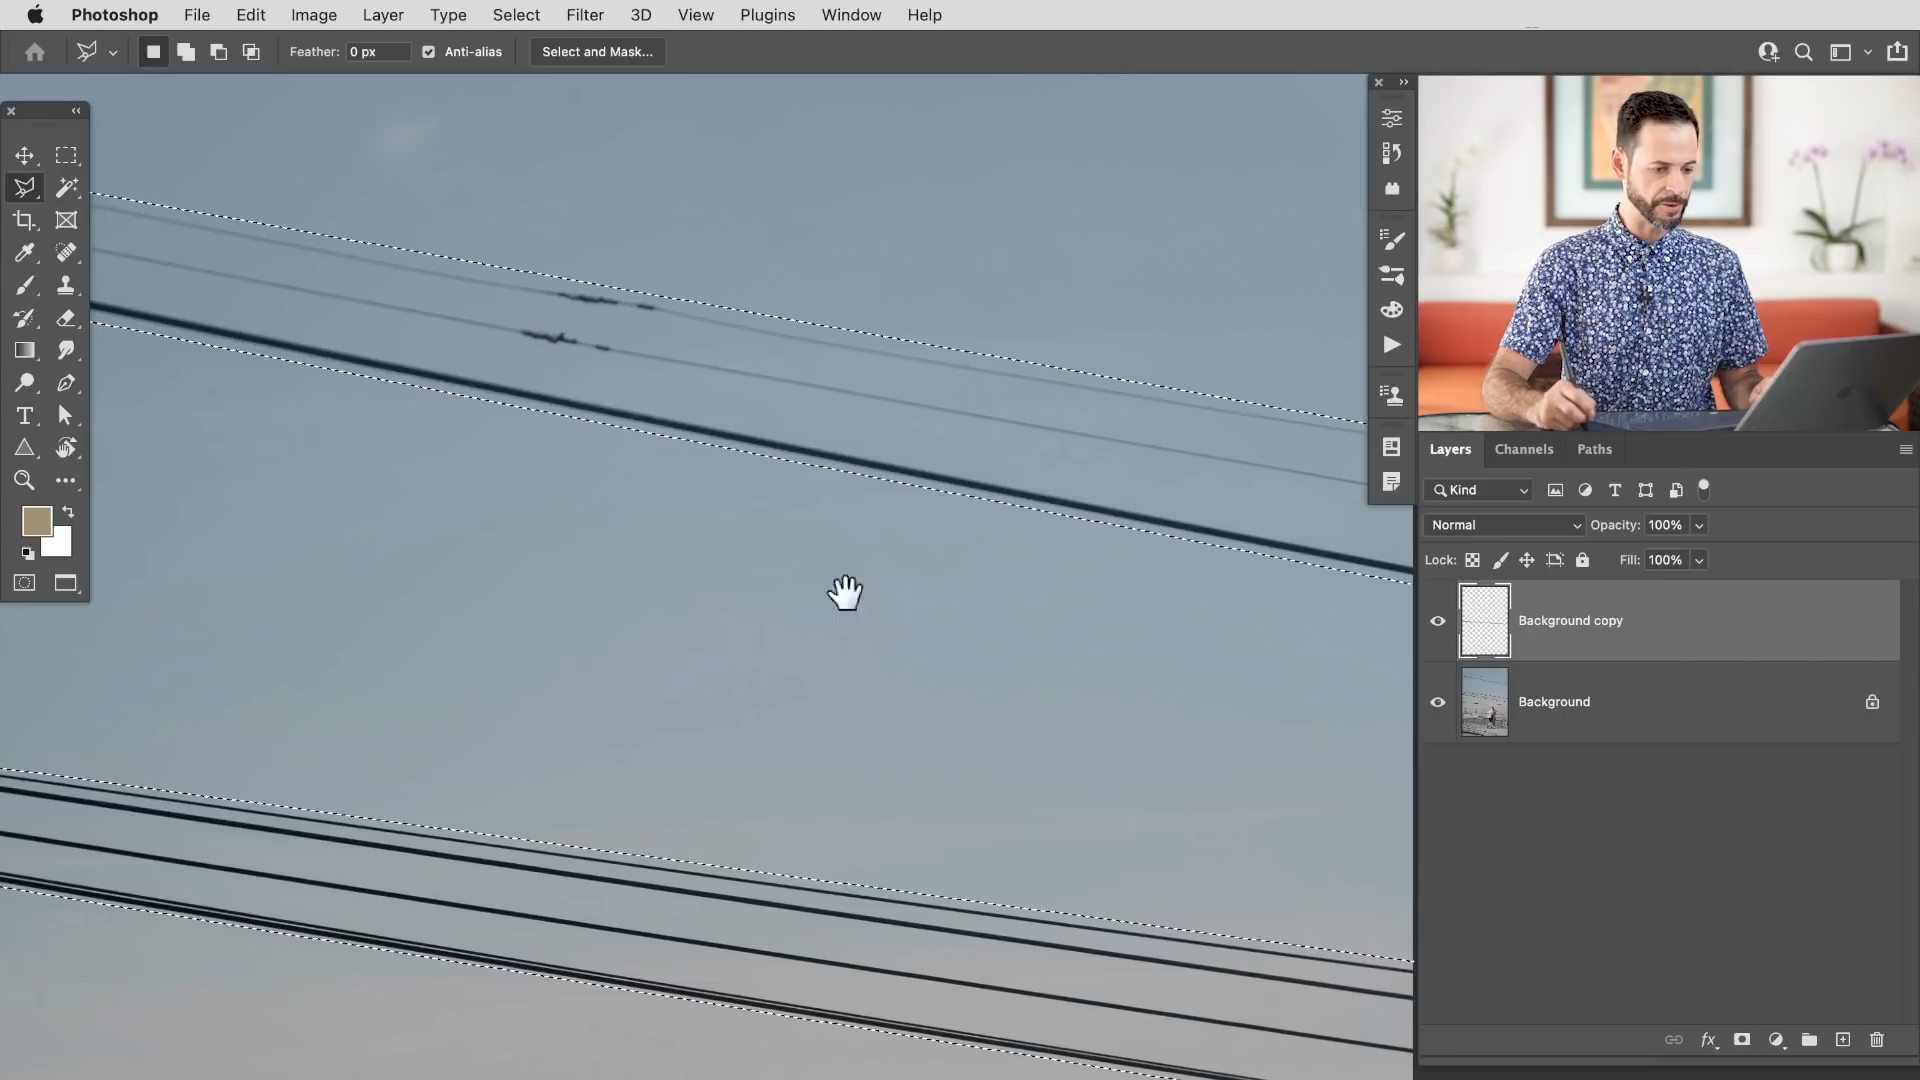 Photoshop File Edit Image Layer Type Select Filter 3D View Plugins Window Help
Feather: 0 px Anti-alias Select and Mask...
Layers Channels Paths
Kind
Normal Opacity: 100%
Lock: Fill: 100%
Background copy
Background